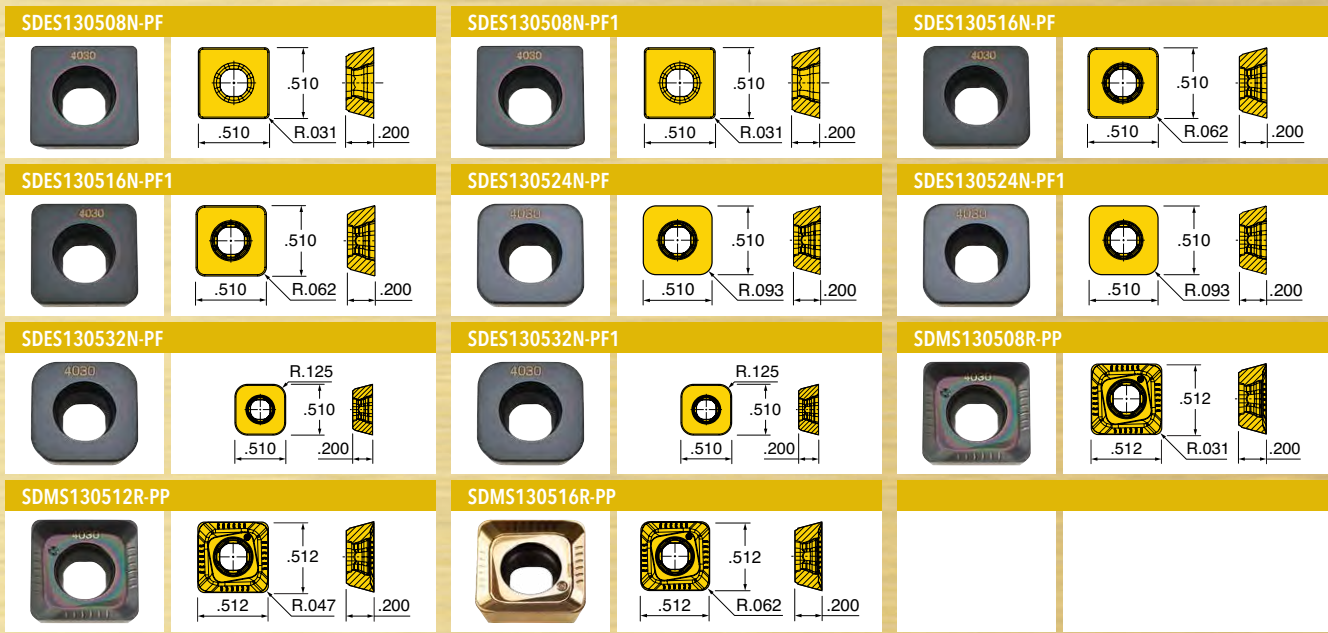 SDES130508N-PF
4030
.510
.510
R.031
.200
SDES130508N-PF1
4030
.510
.510
R.031
.200
SDES130516N-PF
4030
.510
.510
R.062
.200
SDES130516N-PF1
4030
.510
.510
R.062
.200
SDES130524N-PF
4030
.510
.510
R.093
.200
SDES130524N-PF1
4030
.510
.510
R.093
.200
SDES130532N-PF
4030
R.125
.510
.510
.200
SDES130532N-PF1
4030
R.125
.510
.510
.200
SDMS130508R-PP
4030
.512
.512
R.031
.200
SDMS130512R-PP
4030
.512
.512
R.047
.200
SDMS130516R-PP
.512
.512
R.062
.200